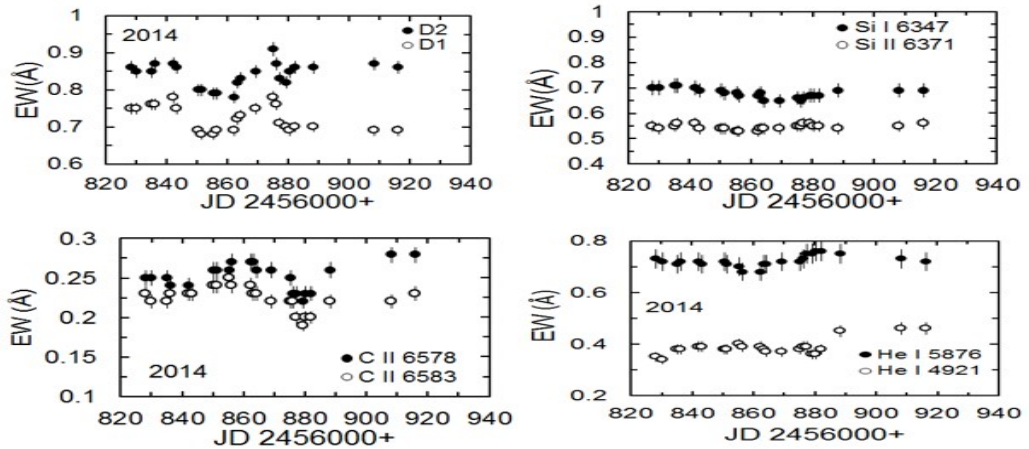 1
0.9
0.8
0.7
0.6
EW(Å)
2014
D2
D1
820 840 860 880 900 920 940
JD 2456000+
1
0.9
0.8
0.7
0.6
0.5
0.4
EW(Å)
Si I 6347
Si II 6371
820 840 860 880 900 920 940
JD 2456000+
0.3
0.25
0.2
0.15
0.1
EW (Å)
2014
C II 6578
C II 6583
820 840 860 880 900 920 940
JD 2456000+
0.8
0.6
0.4
0.2
EW (Å)
2014
He I 5876
He I 4921
820 840 860 880 900 920 940
JD 2456000+